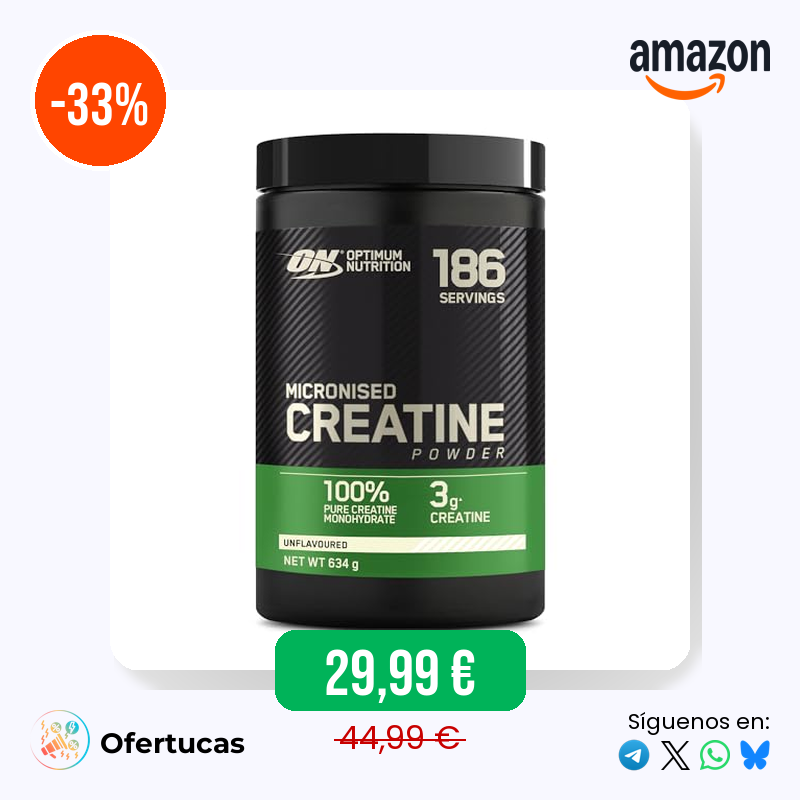 -33%
amazon
ON® OPTIMUM
NUTRITION
186
SERVINGS
MICRONISED
CREATINE
POWDER
100%
PURE CREATINE
MONOHYDRATE
3g*
CREATINE
UNFLAVOURED
NET WT 634 g
29,99 €
44,99 €
Ofertucas
Síguenos en: